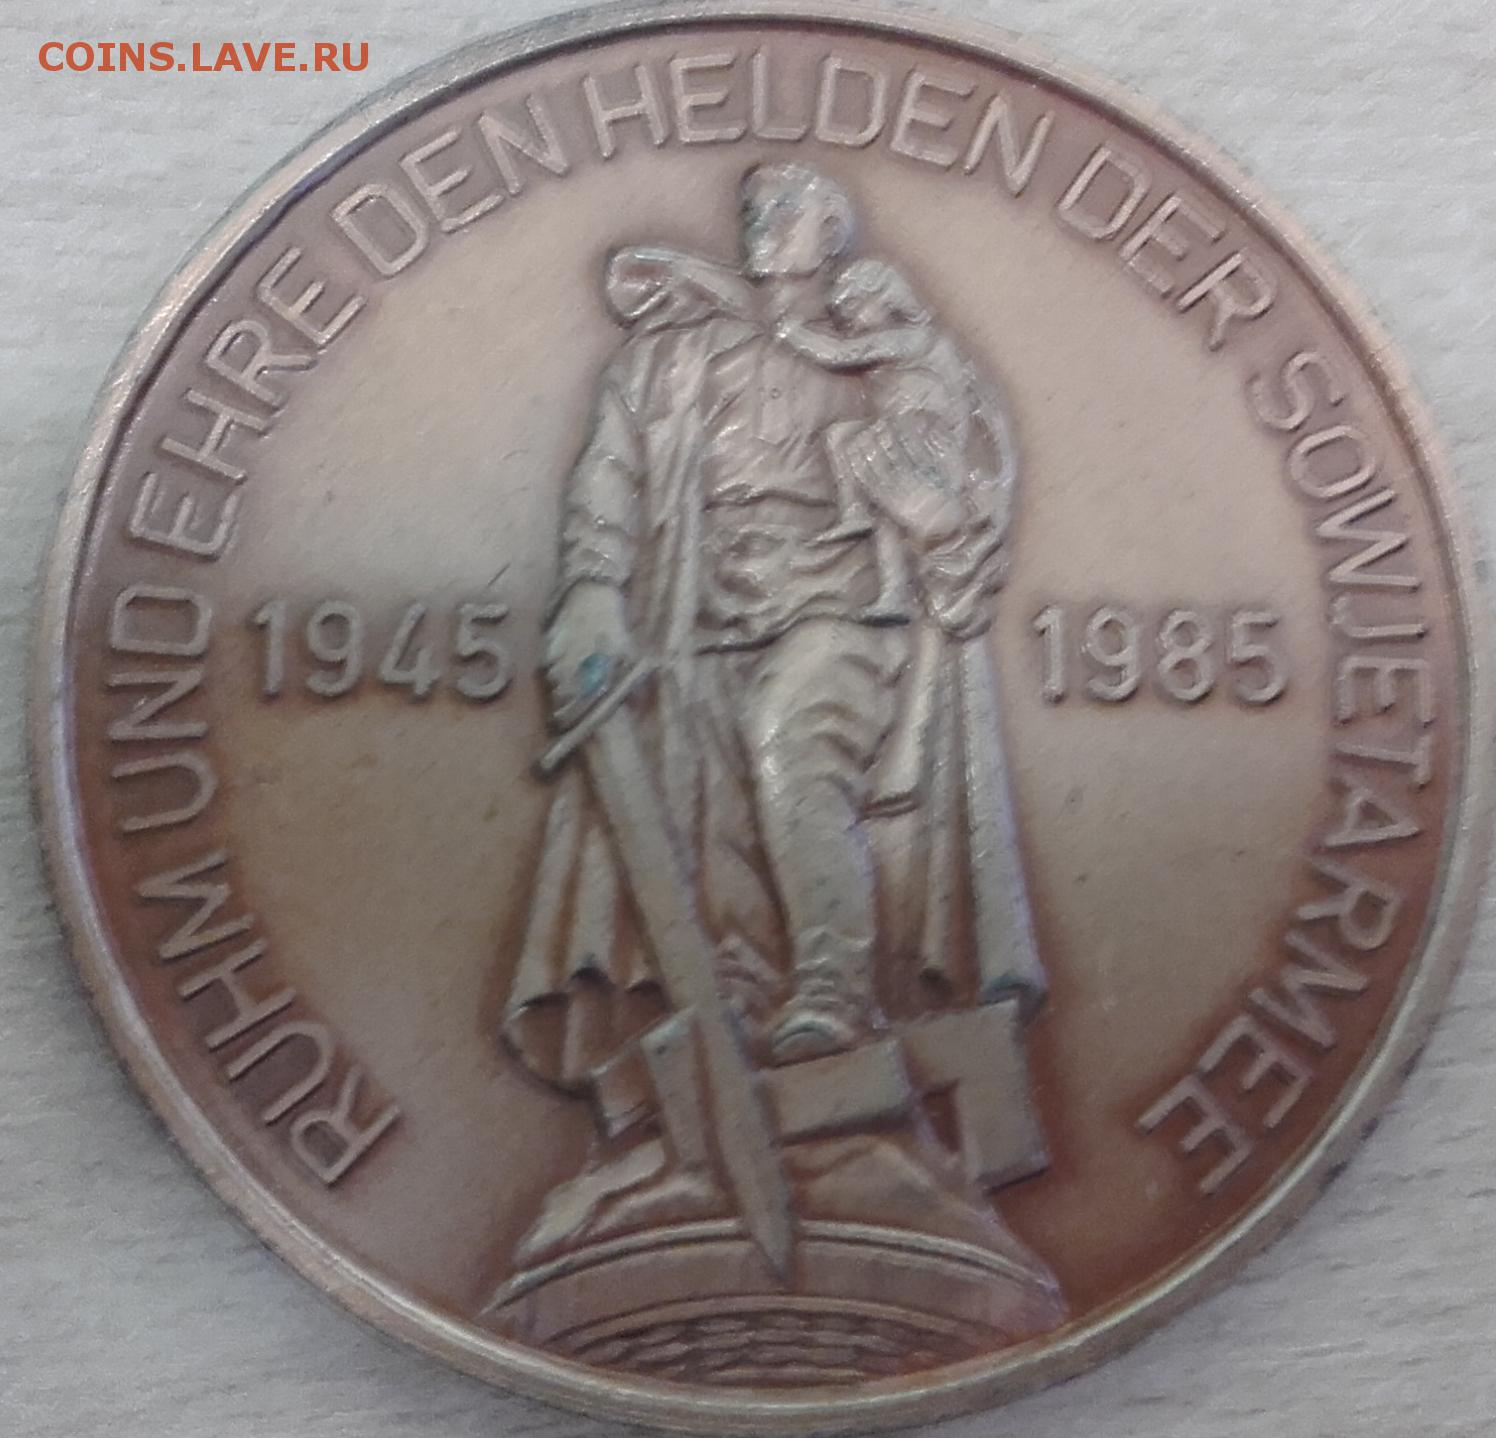 COINS.LAVE.RU
RUHM UND EHRE DEN HELDEN DER SOWJETARMEE
1945 1985